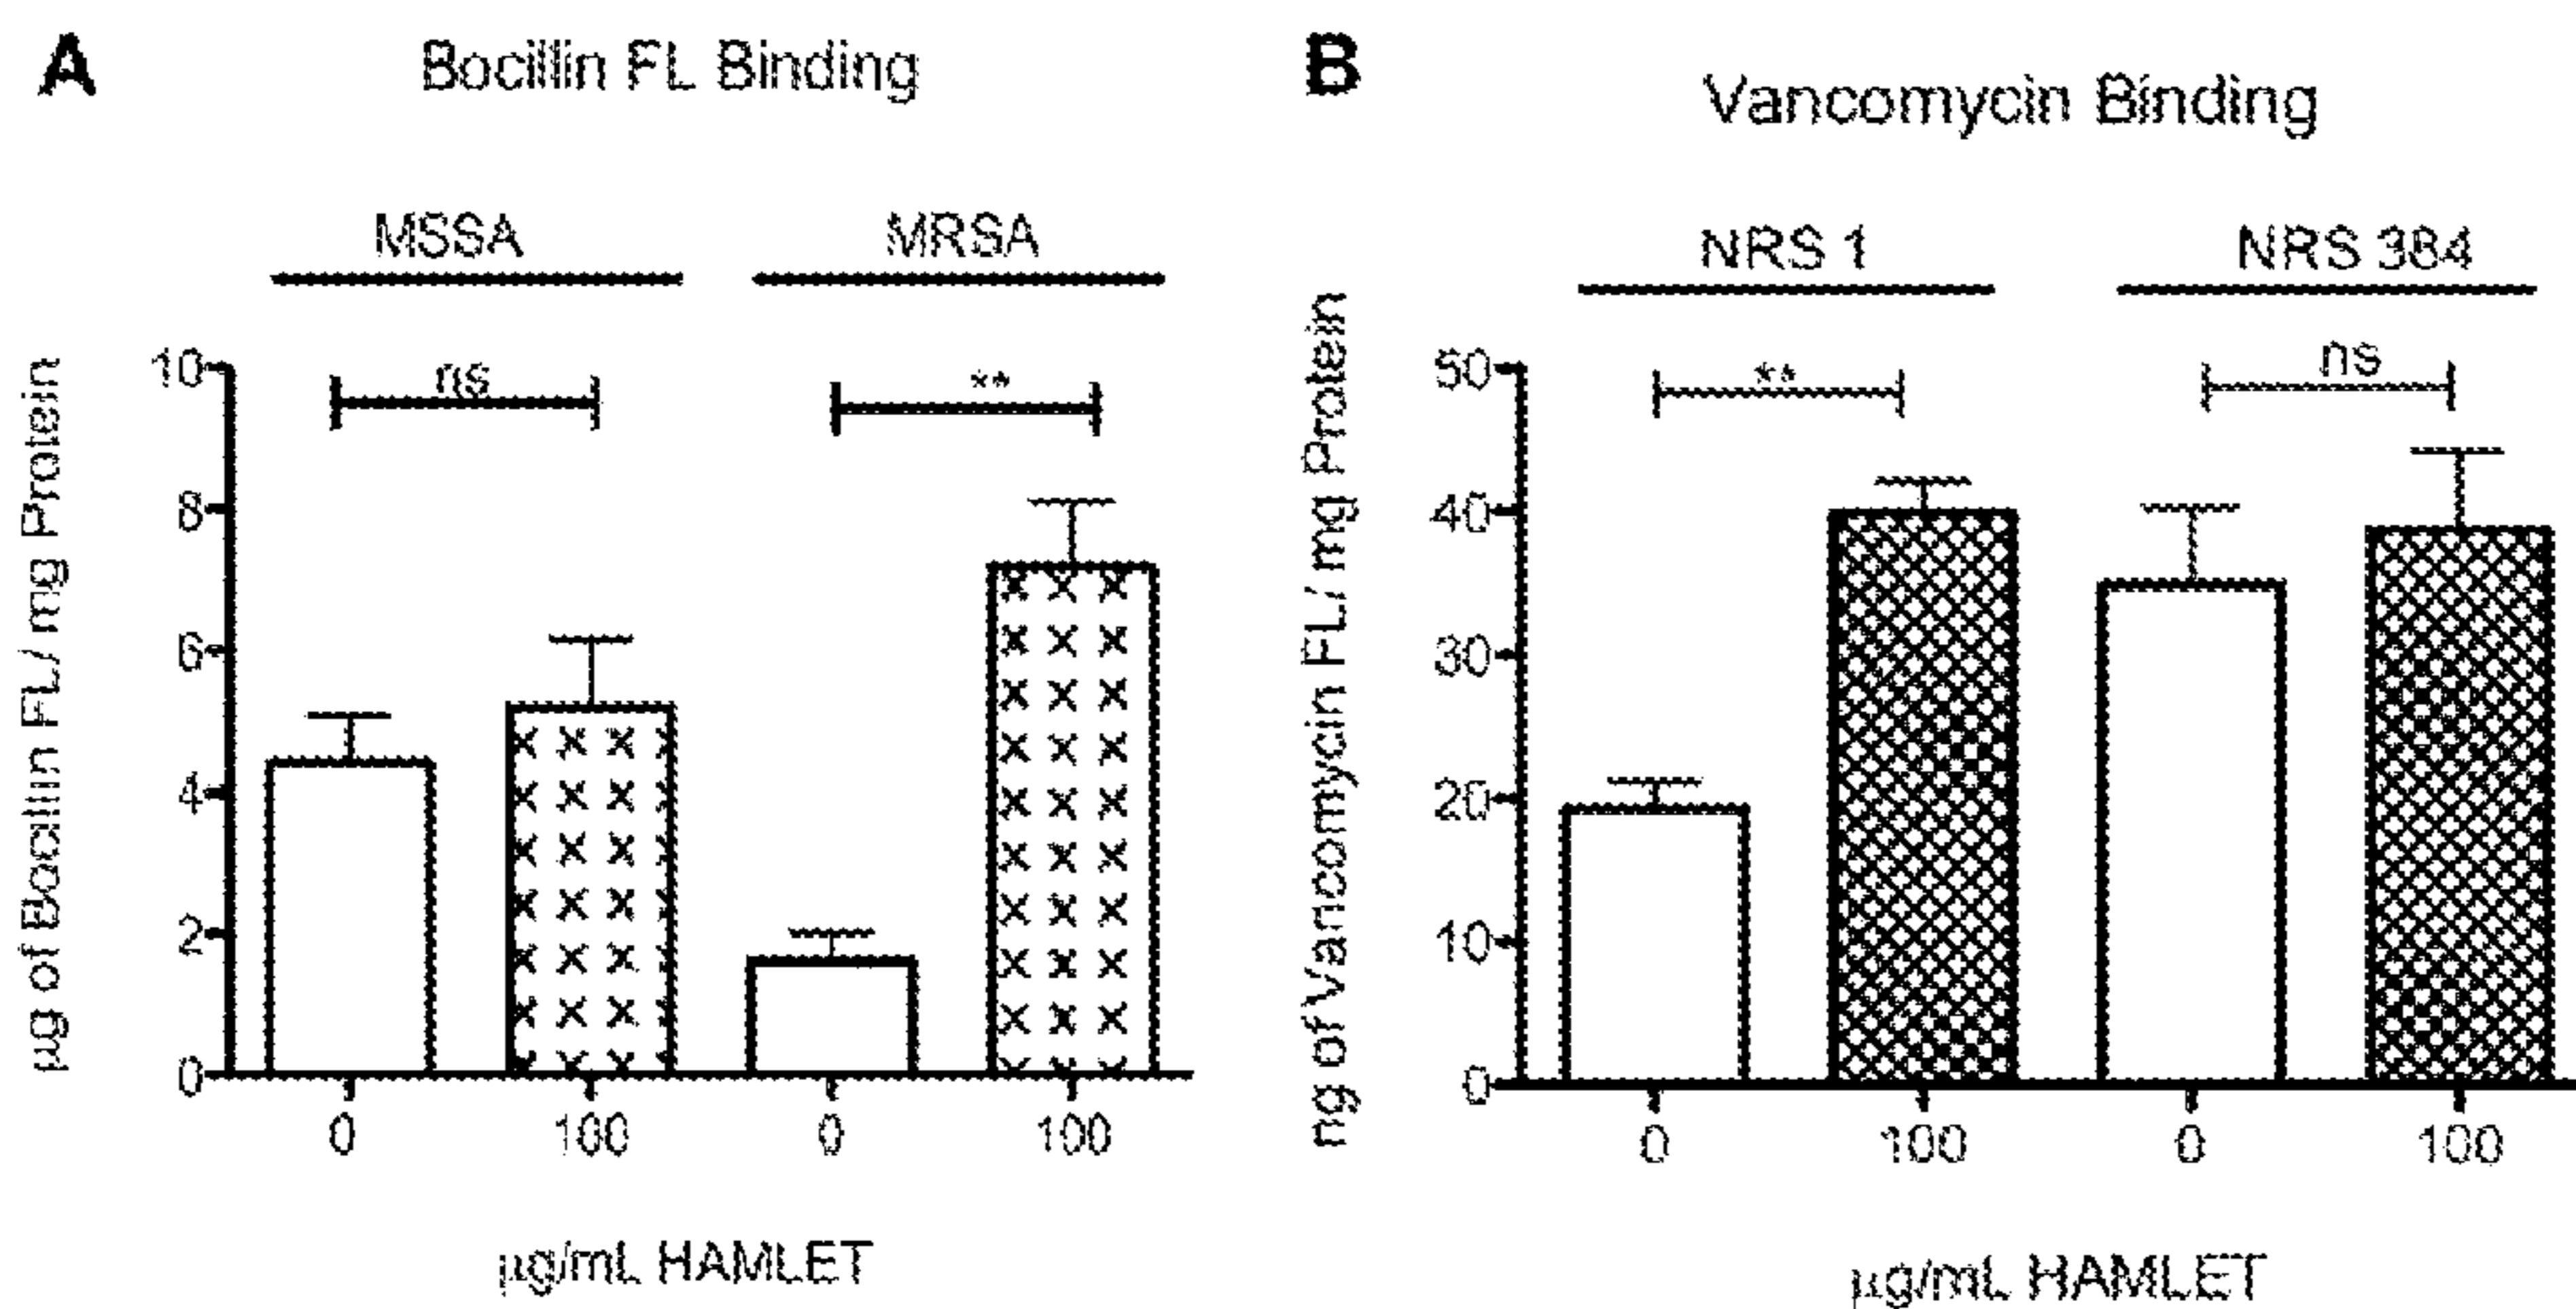 A
Bocillin FL Binding
MSSA
MRSA
µg of Bocillin FL/ mg Protein
10
8
6
4
2
0
ns
**
0
100
0
100
µg/mL HAMLET
B
Vancomycin Binding
NRS 1
NRS 384
ng of Vancomycin FL/ mg Protein
50
40
30
20
10
0
**
ns
0
100
0
100
µg/mL HAMLET